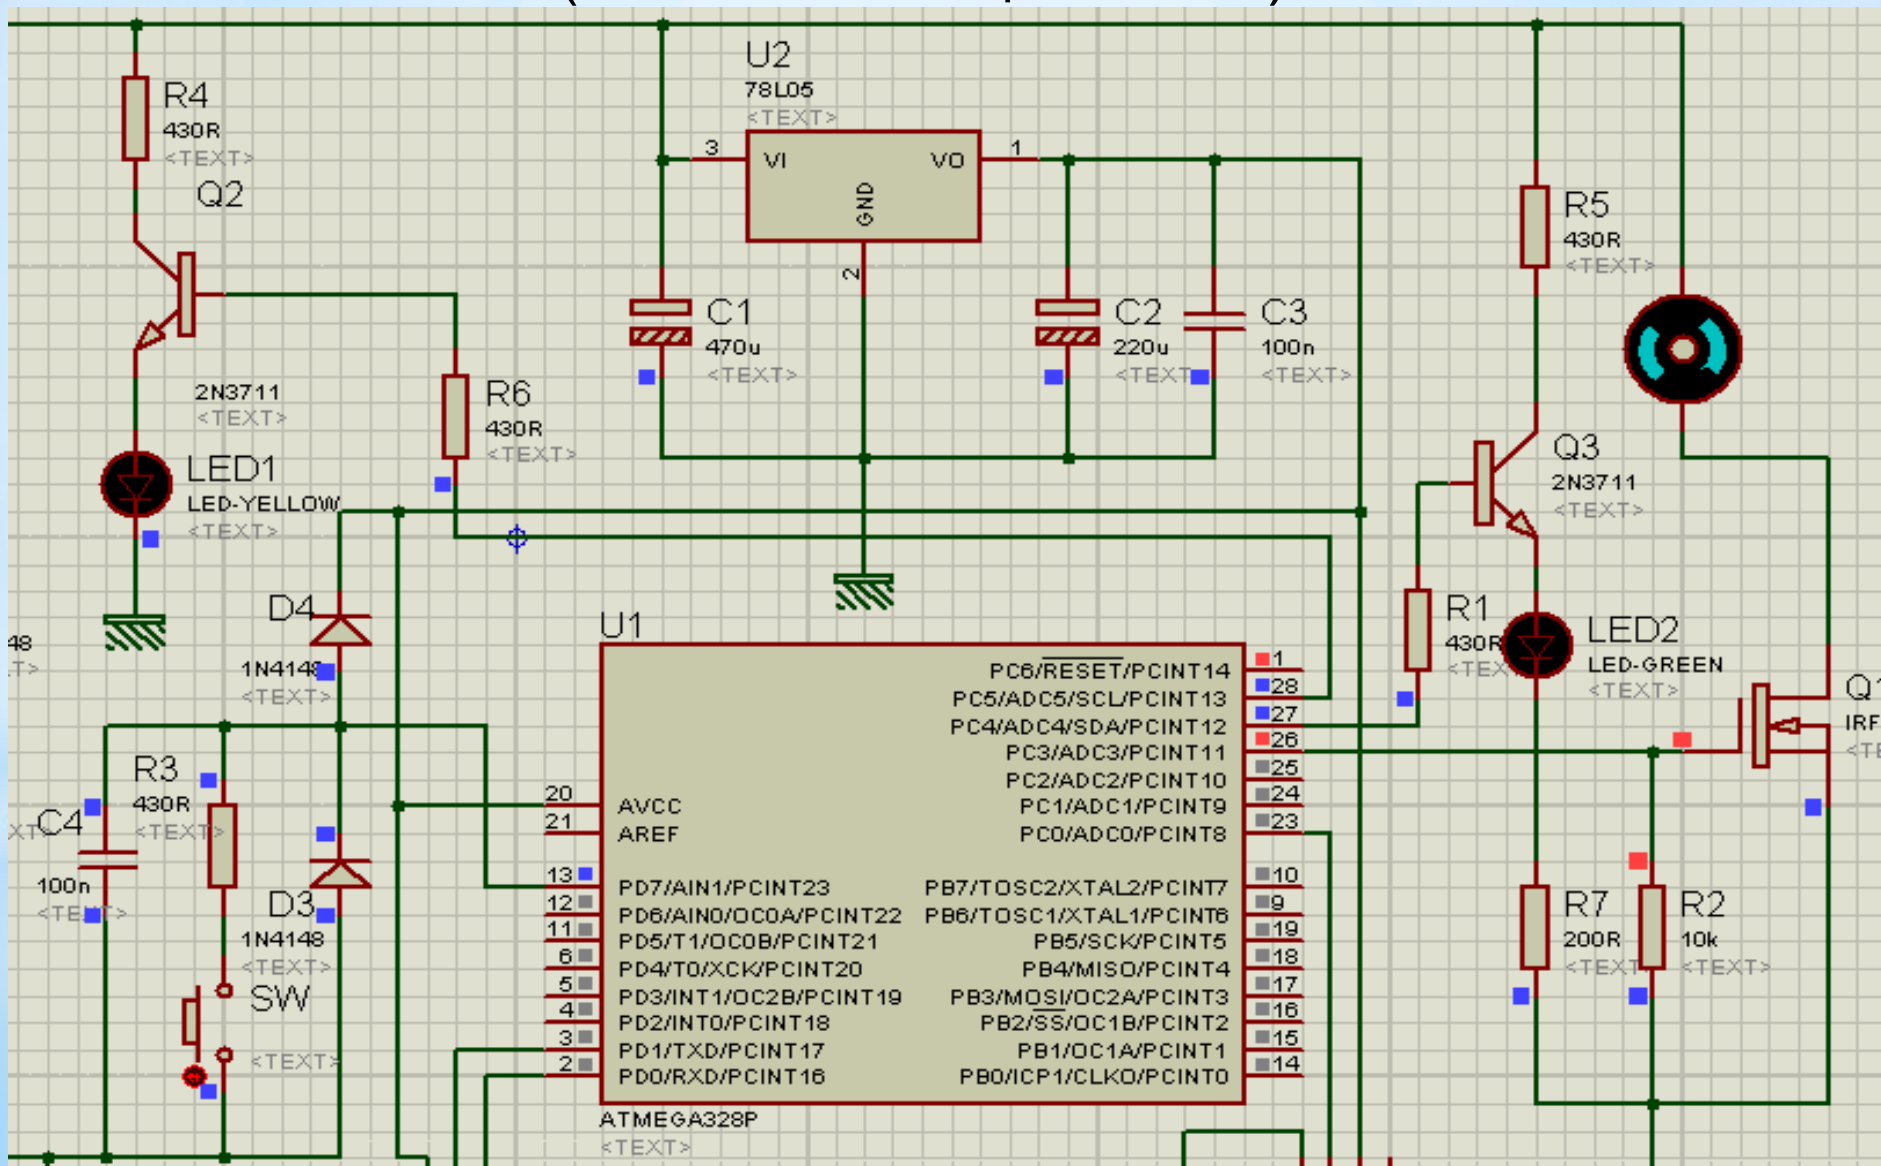 U2
78L05
<TEXT>
R4
430R
<TEXT>
Q2
3
VI
VO
1
GND
2
R5
430R
<TEXT>
C1
470u
<TEXT>
C2
220u
<TEXT>
C3
100n
<TEXT>
2N3711
<TEXT>
R6
430R
<TEXT>
Q3
2N3711
<TEXT>
LED1
LED-YELLOW
<TEXT>
D4
1N4148
<TEXT>
U1
R1
430R
LED2
LED-GREEN
<TEXT>
PC6/RESET/PCINT14
1
PC5/ADC5/SCL/PCINT13
28
PC4/ADC4/SDA/PCINT12
27
PC3/ADC3/PCINT11
26
PC2/ADC2/PCINT10
25
PC1/ADC1/PCINT9
24
PC0/ADC0/PCINT8
23
R3
430R
<TEXT>
C4
100n
<TEXT>
20
AVCC
21
AREF
13
PD7/AIN1/PCINT23
PB7/TOSC2/XTAL2/PCINT7
10
12
PD6/AIN0/OC0A/PCINT22
PB6/TOSC1/XTAL1/PCINT6
9
11
PD5/T1/OC0B/PCINT21
PB5/SCK/PCINT5
19
6
PD4/T0/XCK/PCINT20
PB4/MISO/PCINT4
18
5
PD3/INT1/OC2B/PCINT19
PB3/MOSI/OC2A/PCINT3
17
4
PD2/INT0/PCINT18
PB2/SS/OC1B/PCINT2
16
3
PD1/TXD/PCINT17
PB1/OC1A/PCINT1
15
2
PD0/RXD/PCINT16
PB0/ICP1/CLKO/PCINT0
14
D3
1N4148
<TEXT>
SW
<TEXT>
R7
200R
<TEXT>
R2
10k
<TEXT>
ATMEGA328P
<TEXT>